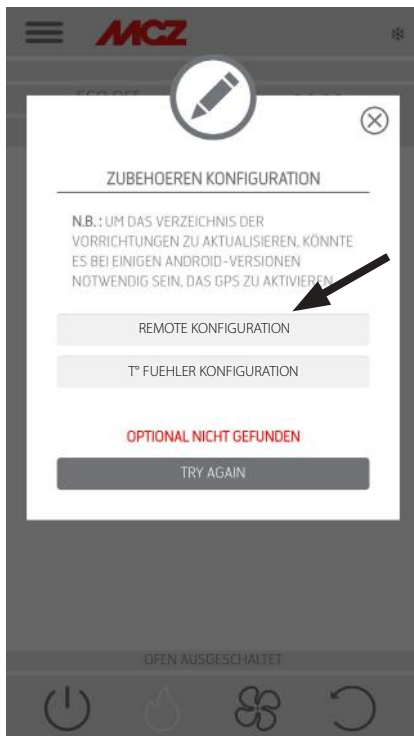 MCZ
ZUBEHOEREN KONFIGURATION
N.B. : UM DAS VERZEICHNIS DER
VORRICHTUNGEN ZU AKTUALISIEREN, KÖNNTE
ES BEI EINIGEN ANDROID-VERSIONEN
NOTWENDIG SEIN, DAS GPS ZU AKTIVIEREN
REMOTE KONFIGURATION
T° FUEHLER KONFIGURATION
OPTIONAL NICHT GEFUNDEN
TRY AGAIN
OFEN AUSGESCHALTET